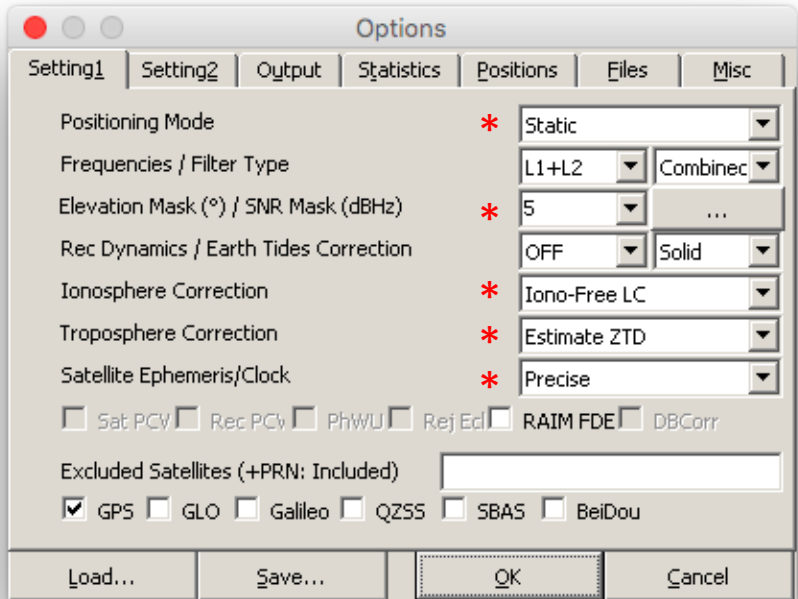 Options
Setting1 Setting2 Output Statistics Positions Files Misc
Positioning Mode * Static
Frequencies / Filter Type L1+L2 Combinec
Elevation Mask (°) / SNR Mask (dBHz) * 5 ...
Rec Dynamics / Earth Tides Correction OFF Solid
Ionosphere Correction * Iono-Free LC
Troposphere Correction * Estimate ZTD
Satellite Ephemeris/Clock * Precise
Sat PCV Rec PCV PhWU Rej Ecl RAIM FDE DBCorr
Excluded Satellites (+PRN: Included)
GPS GLO Galileo QZSS SBAS BeiDou
Load... Save... OK Cancel